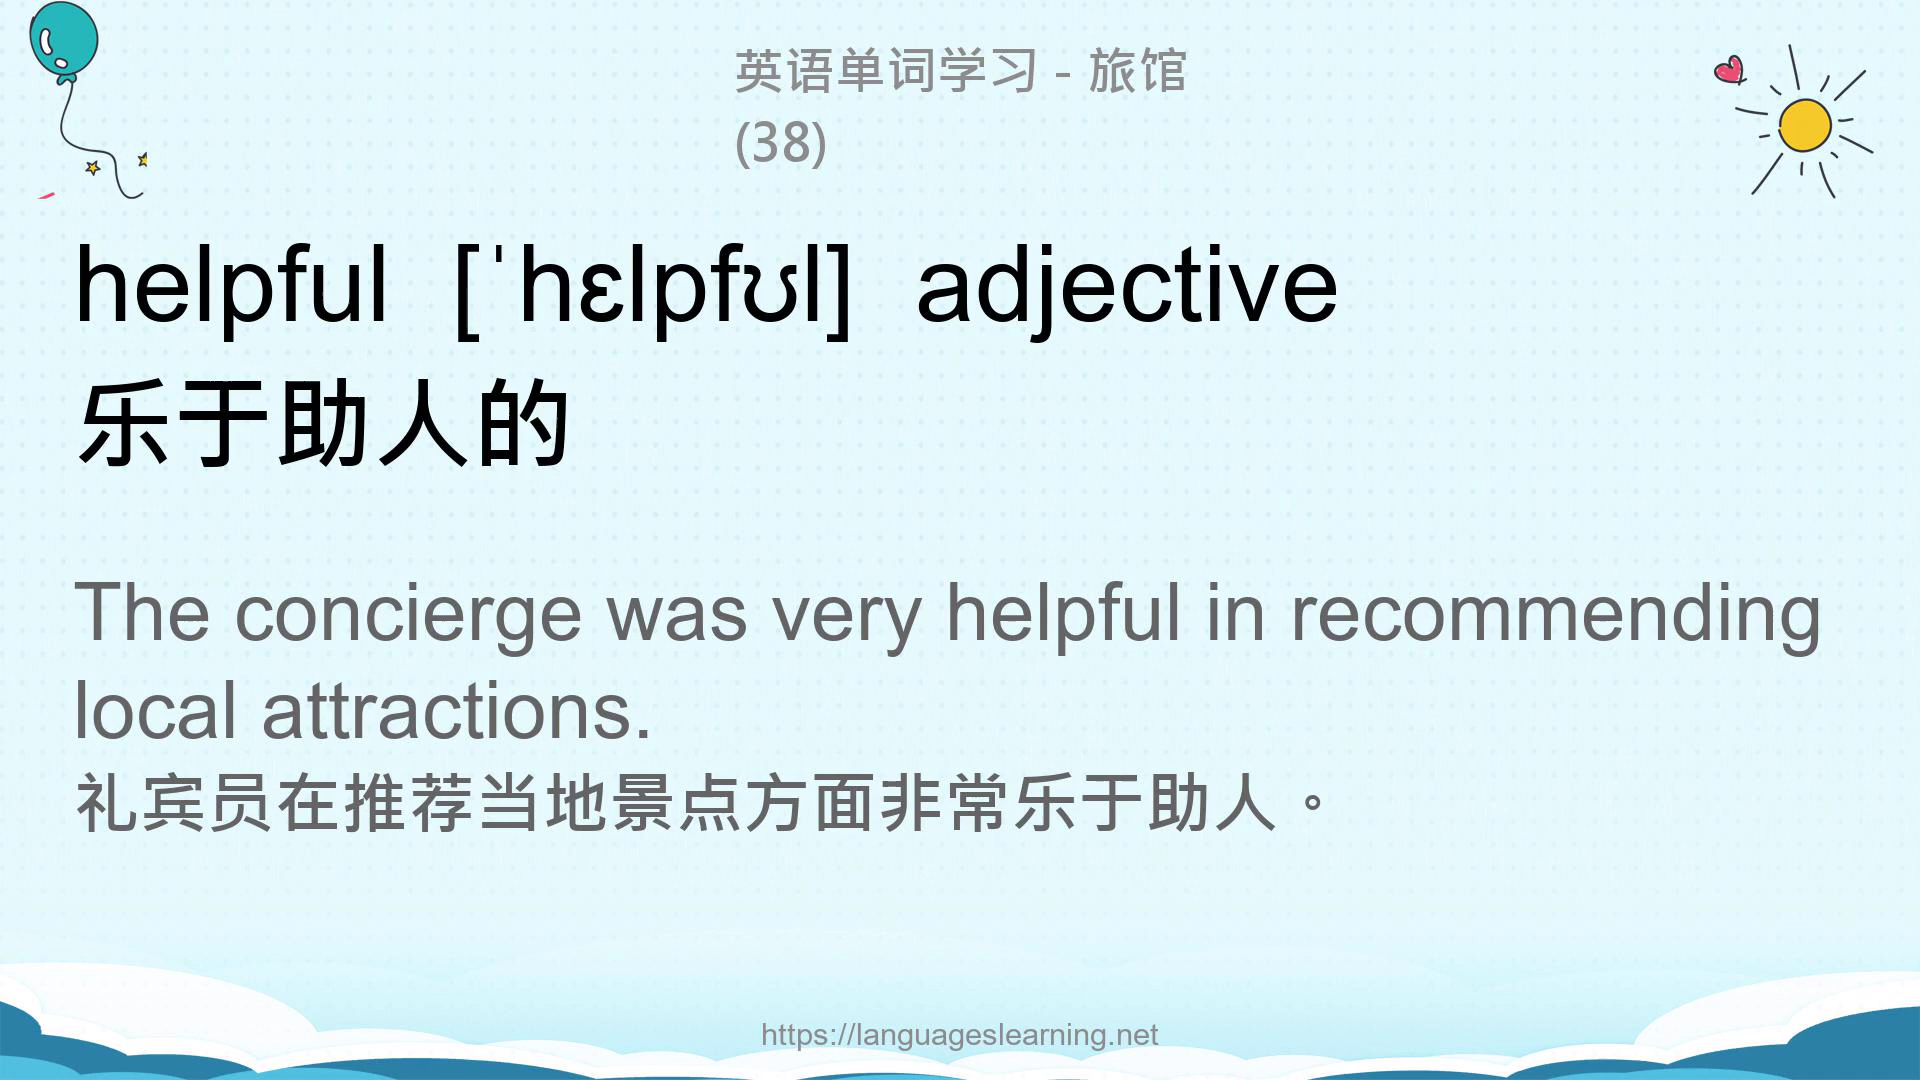 英语单词学习 - 旅馆
(38)
helpful [ˈhɛlpfʊl] adjective
乐于助人的
The concierge was very helpful in recommending
local attractions.
礼宾员在推荐当地景点方面非常乐于助人。
https://languageslearning.net